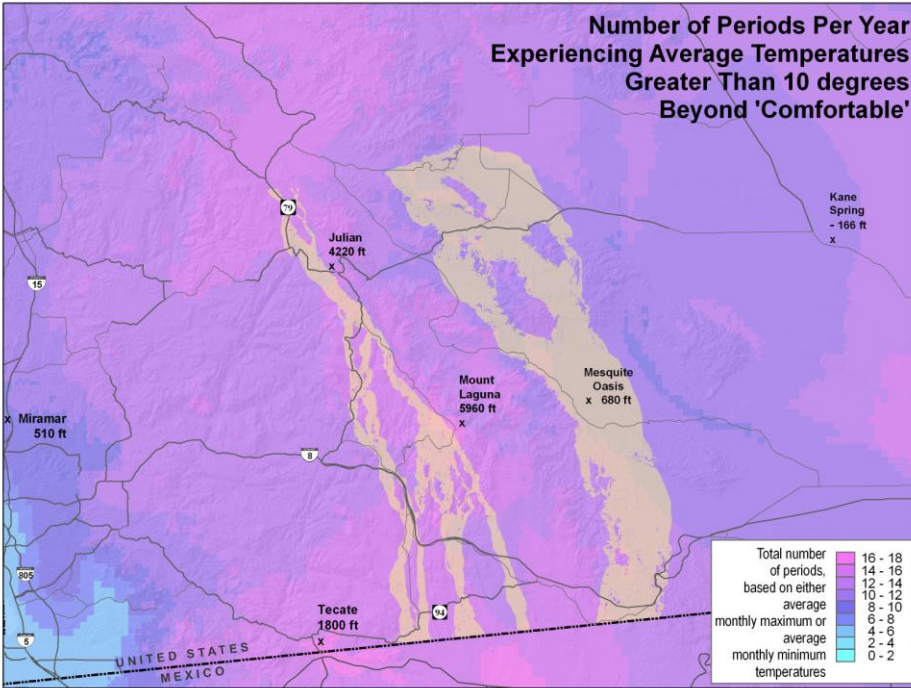 Number of Periods Per Year
Experiencing Average Temperatures
Greater Than 10 degrees
Beyond 'Comfortable'
79
Julian
4220 ft
x
Kane
Spring
- 166 ft
x
15
Mount
Laguna
5960 ft
x
Mesquite
Oasis
x 680 ft
x Miramar
510 ft
8
805
5
94
Tecate
1800 ft
x
UNITED STATES
MEXICO
Total number
of periods,
based on either
average
monthly maximum or
average
monthly minimum
temperatures
16 - 18
14 - 16
12 - 14
10 - 12
8 - 10
6 - 8
4 - 6
2 - 4
0 - 2